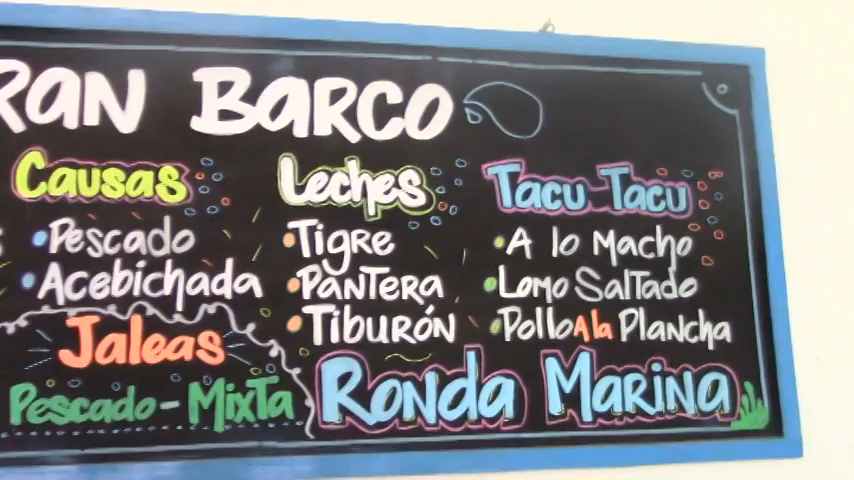 RAN BARCO
Causas
• Pescado
• Acebichada
Jaleas
Pescado - Mixta
Leches
• Tigre
• Pantera
• Tiburón
Tacu Tacu
• A lo Macho
• Lomo Saltado
• Pollo A la Plancha
Ronda Marina